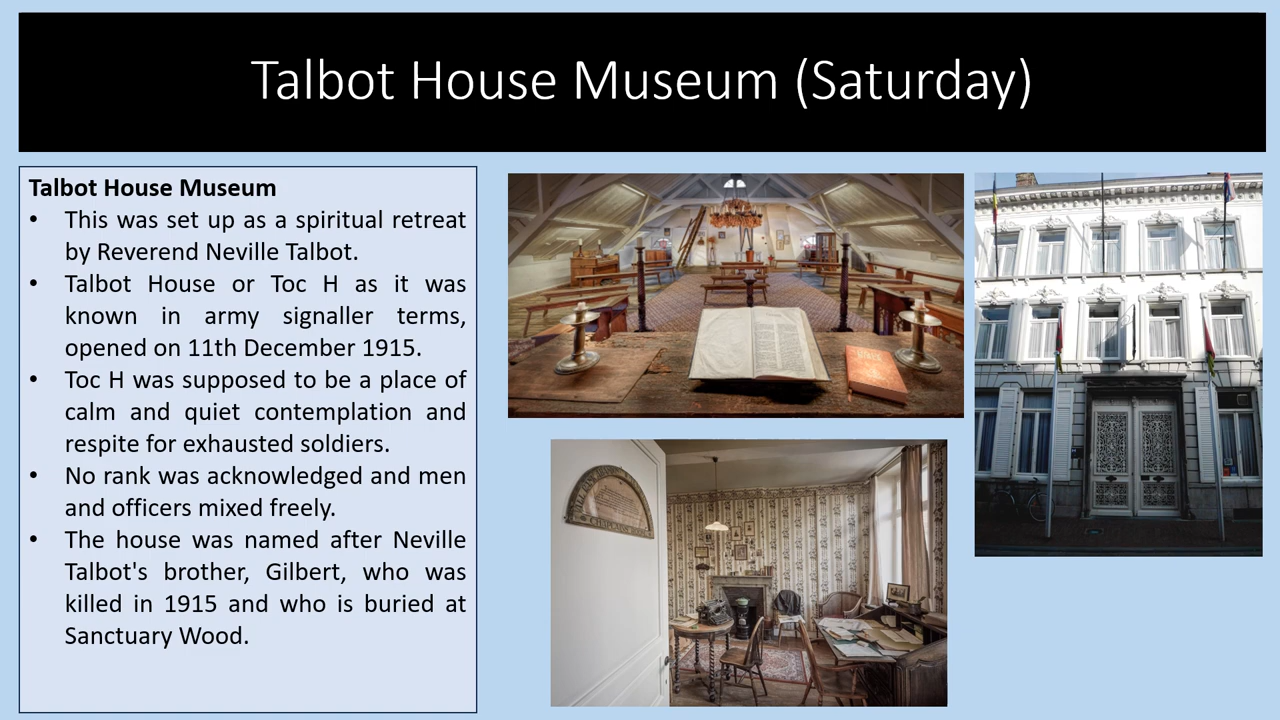 Talbot House Museum (Saturday)
Talbot House Museum
• This was set up as a spiritual retreat
by Reverend Neville Talbot.
• Talbot House or Toc H as it was
known in army signaller terms,
opened on 11th December 1915.
• Toc H was supposed to be a place of
calm and quiet contemplation and
respite for exhausted soldiers.
• No rank was acknowledged and men
and officers mixed freely.
• The house was named after Neville
Talbot's brother, Gilbert, who was
killed in 1915 and who is buried at
Sanctuary Wood.